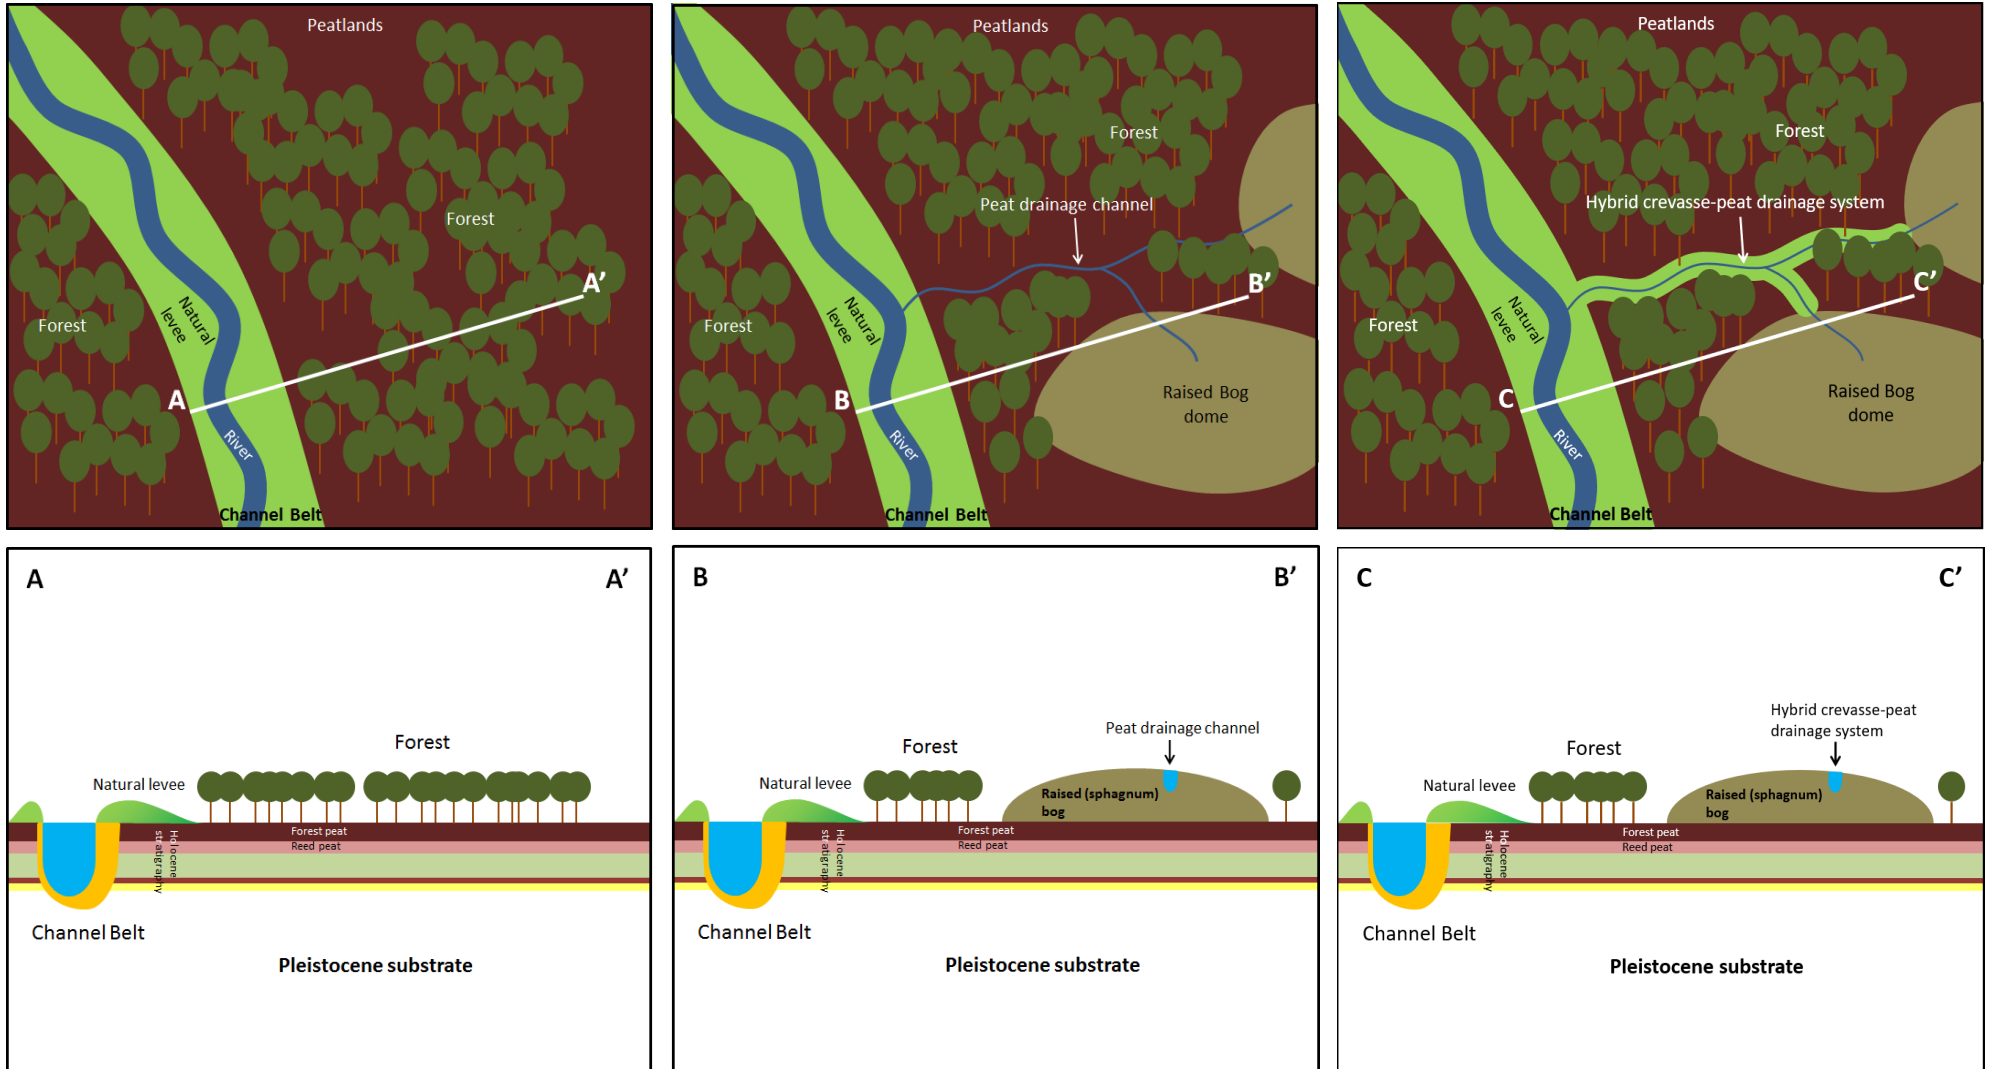 Peatlands
Forest
Forest
Natural
levee
A
A’
River
Channel Belt
Peatlands
Forest
Peat drainage channel
Forest
Natural
levee
B
B’
Raised Bog
dome
River
Channel Belt
Peatlands
Forest
Hybrid crevasse-peat drainage system
Forest
Natural
levee
C
C’
Raised Bog
dome
River
Channel Belt
A
A’
Forest
Natural levee
Forest peat
Reed peat
Holocene
stratigraphy
Channel Belt
Pleistocene substrate
B
B’
Peat drainage channel
Forest
Natural levee
Raised (sphagnum)
bog
Forest peat
Reed peat
Holocene
stratigraphy
Channel Belt
Pleistocene substrate
C
C’
Hybrid crevasse-peat
drainage system
Forest
Natural levee
Raised (sphagnum)
bog
Forest peat
Reed peat
Holocene
stratigraphy
Channel Belt
Pleistocene substrate